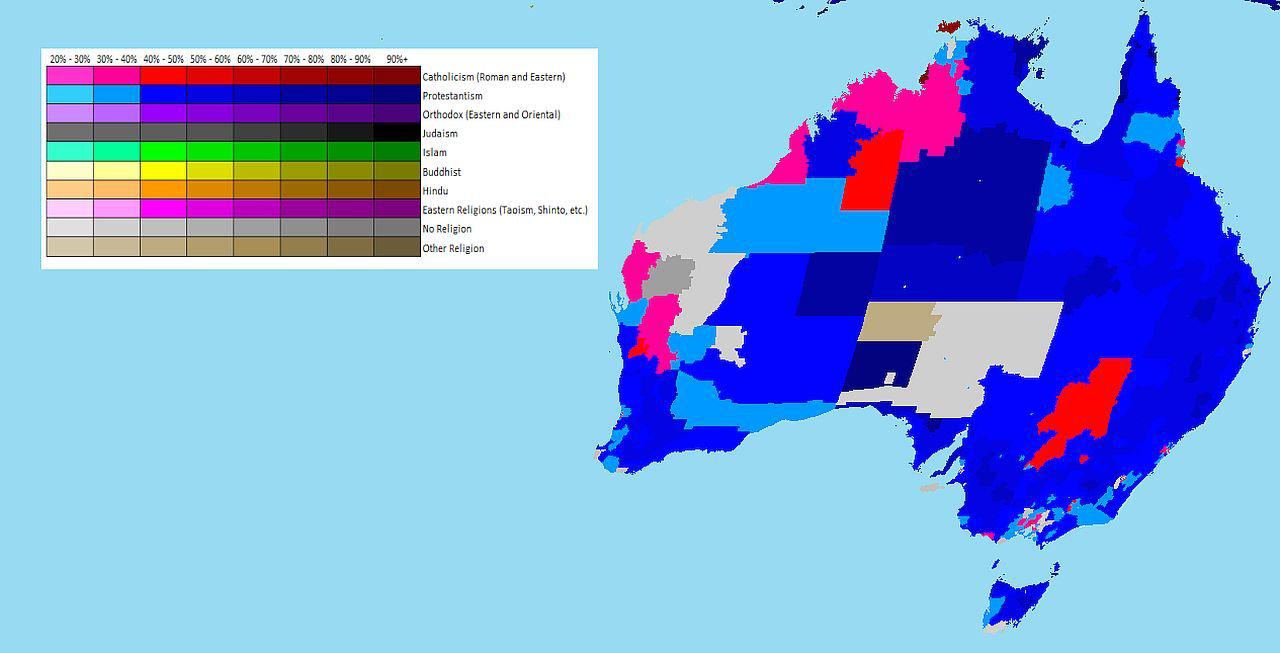 20% - 30% 30% - 40% 40% - 50% 50% - 60% 60% - 70% 70% - 80% 80% - 90% 90%+
Catholicism (Roman and Eastern)
Protestantism
Orthodox (Eastern and Oriental)
Judaism
Islam
Buddhist
Hindu
Eastern Religions (Taoism, Shinto, etc.)
No Religion
Other Religion